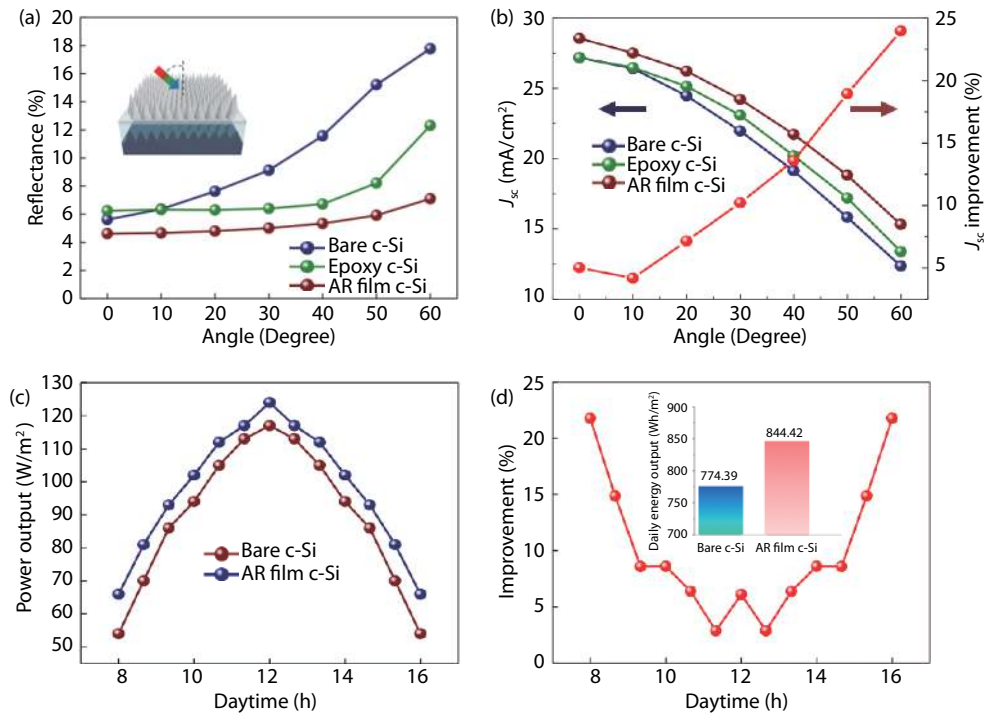 (a)
20
18
16
14
12
10
8
6
4
2
0
Reflectance (%)
Bare c-Si
Epoxy c-Si
AR film c-Si
0 10 20 30 40 50 60
Angle (Degree)
(b)
30
25
20
15
10
Jsc (mA/cm²)
Bare c-Si
Epoxy c-Si
AR film c-Si
25
20
15
10
5
Jsc improvement (%)
0 10 20 30 40 50 60
Angle (Degree)
(c)
130
120
110
100
90
80
70
60
50
Power output (W/m²)
Bare c-Si
AR film c-Si
8 10 12 14 16
Daytime (h)
(d)
25
20
15
10
5
0
Improvement (%)
900
850
800
750
700
Daily energy output (Wh/m²)
774.39
844.42
Bare c-Si AR film c-Si
8 10 12 14 16
Daytime (h)